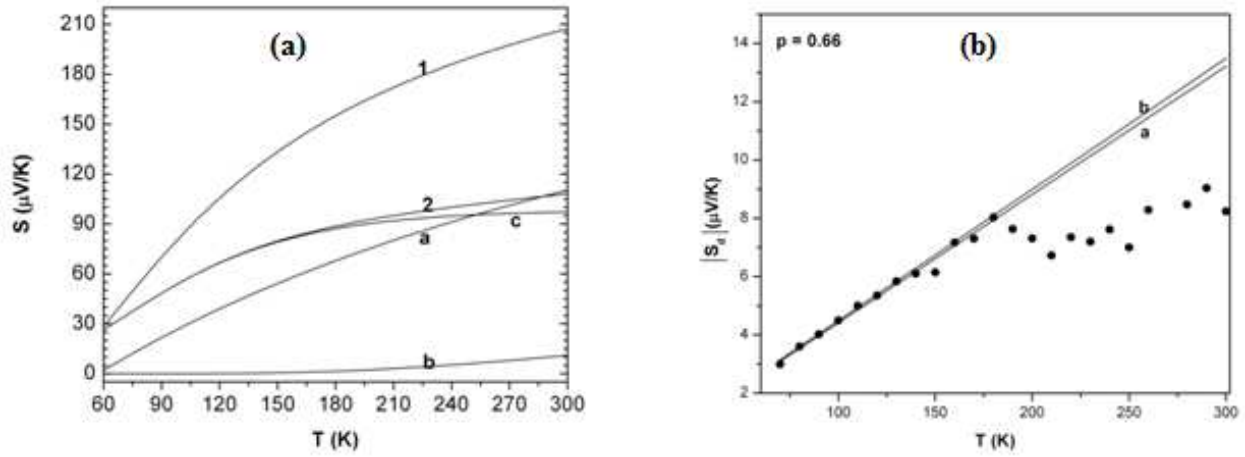 (a)
S (μV/K)
210
180
150
120
90
60
30
0
1
2
c
a
b
60 90 120 150 180 210 240 270 300
T (K)
(b)
p = 0.66
|S_d| (μV/K)
14
12
10
8
6
4
2
b
a
100 150 200 250 300
T (K)